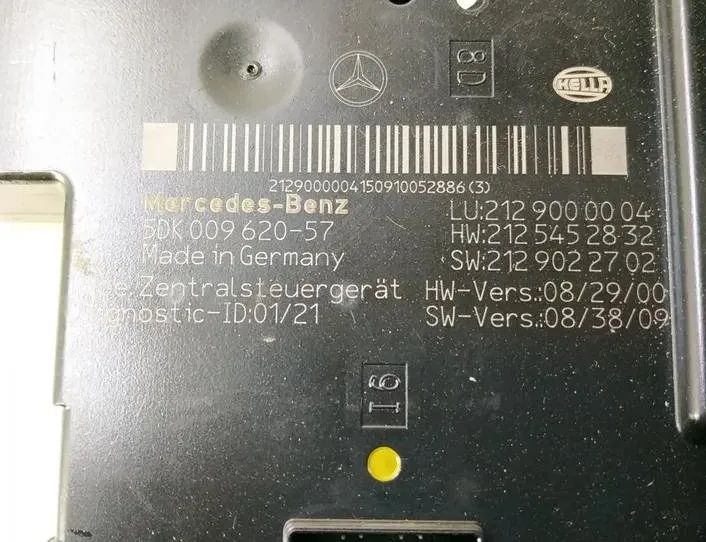 8D
HELLA
2129000004150910052886(3)
Mercedes-Benz
LU:212 900 00 04
5DK 009 620-57
HW:212 545 28 32
Made in Germany
SW:212 902 27 02
Zentralsteuergerät HW-Vers.:08/29/00
gnostic-ID:01/21 SW-Vers.:08/38/09
16